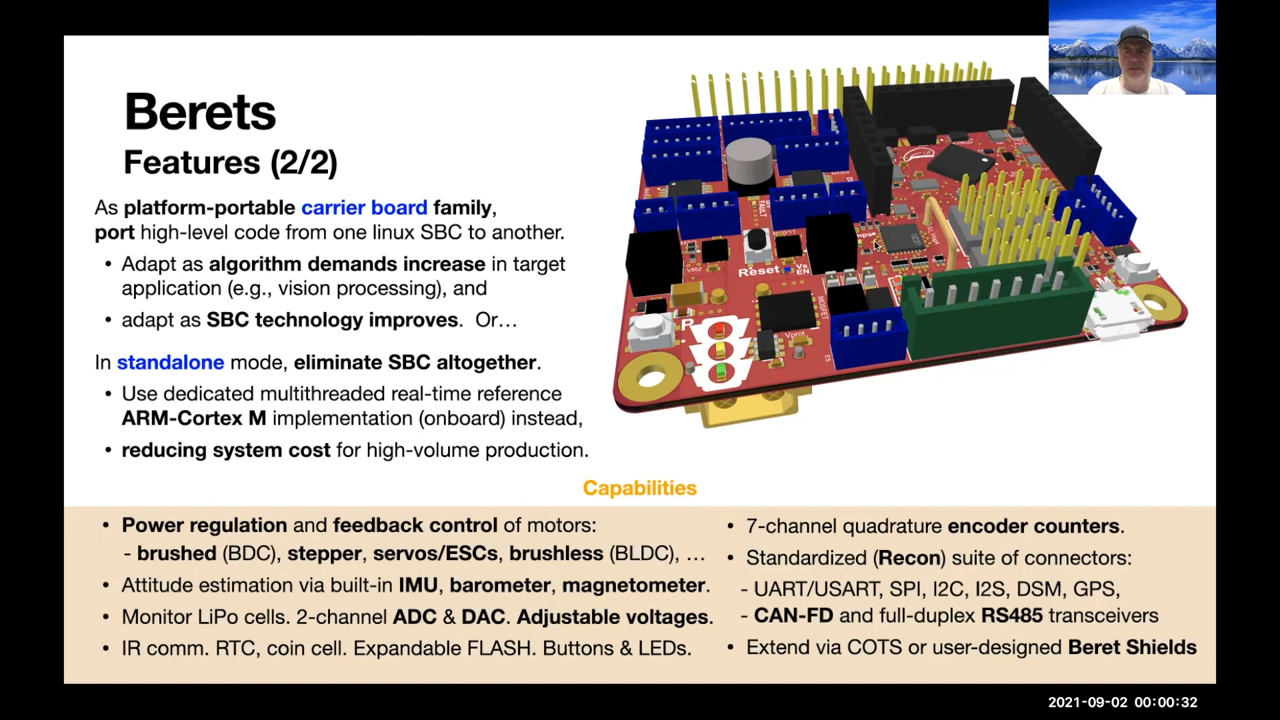 Berets
Features (2/2)
As platform-portable carrier board family,
port high-level code from one linux SBC to another.
• Adapt as algorithm demands increase in target
application (e.g., vision processing), and
• adapt as SBC technology improves. Or…
In standalone mode, eliminate SBC altogether.
• Use dedicated multithreaded real-time reference
ARM-Cortex M implementation (onboard) instead,
• reducing system cost for high-volume production.
FAULT
VR2
Reset
Vs
EN
MOSFET
P
Vprot
E5
Capabilities
• Power regulation and feedback control of motors:
- brushed (BDC), stepper, servos/ESCs, brushless (BLDC), …
• Attitude estimation via built-in IMU, barometer, magnetometer.
• Monitor LiPo cells. 2-channel ADC & DAC. Adjustable voltages.
• IR comm. RTC, coin cell. Expandable FLASH. Buttons & LEDs.
• 7-channel quadrature encoder counters.
• Standardized (Recon) suite of connectors:
- UART/USART, SPI, I2C, I2S, DSM, GPS,
- CAN-FD and full-duplex RS485 transceivers
• Extend via COTS or user-designed Beret Shields
2021-09-02 00:00:32